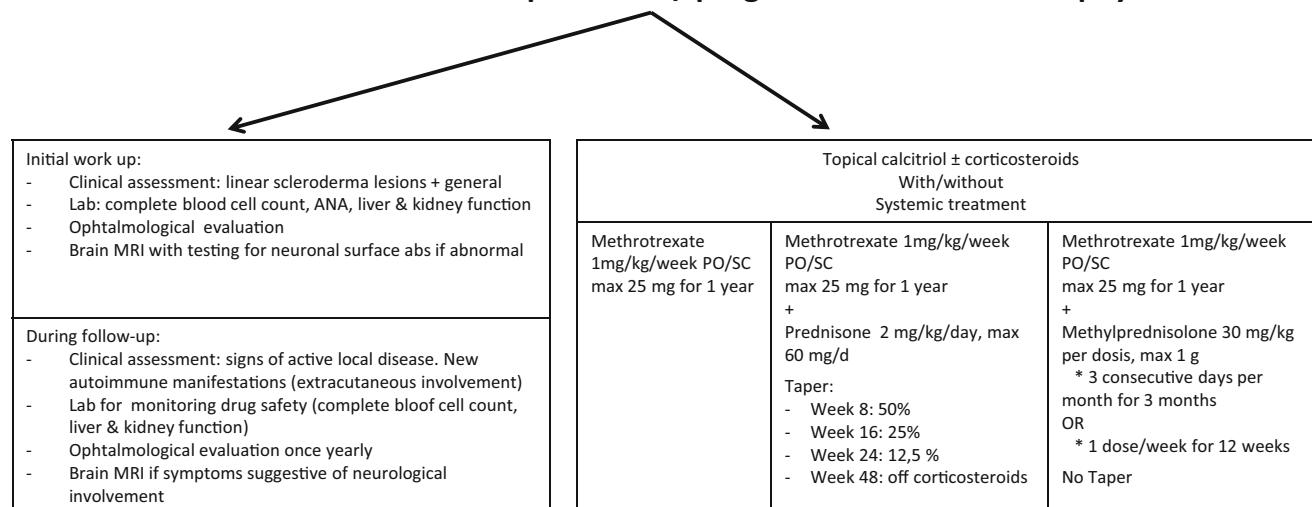 Initial work up:
- Clinical assessment: linear scleroderma lesions + general
- Lab: complete blood cell count, ANA, liver & kidney function
- Ophtalmological evaluation
- Brain MRI with testing for neuronal surface abs if abnormal
During follow-up:
- Clinical assessment: signs of active local disease. New
autoimmune manifestations (extracutaneous involvement)
- Lab for monitoring drug safety (complete bloof cell count,
liver & kidney function)
- Ophtalmological evaluation once yearly
- Brain MRI if symptoms suggestive of neurological
involvement
Topical calcitriol ± corticosteroids
With/without
Systemic treatment
Methrotrexate
1mg/kg/week PO/SC
max 25 mg for 1 year
Methrotrexate 1mg/kg/week
PO/SC
max 25 mg for 1 year
+
Prednisone 2 mg/kg/day, max
60 mg/d
Taper:
- Week 8: 50%
- Week 16: 25%
- Week 24: 12,5 %
- Week 48: off corticosteroids
Methrotrexate 1mg/kg/week
PO/SC
max 25 mg for 1 year
+
Methylprednisolone 30 mg/kg
per dosis, max 1 g
* 3 consecutive days per
month for 3 months
OR
* 1 dose/week for 12 weeks
No Taper